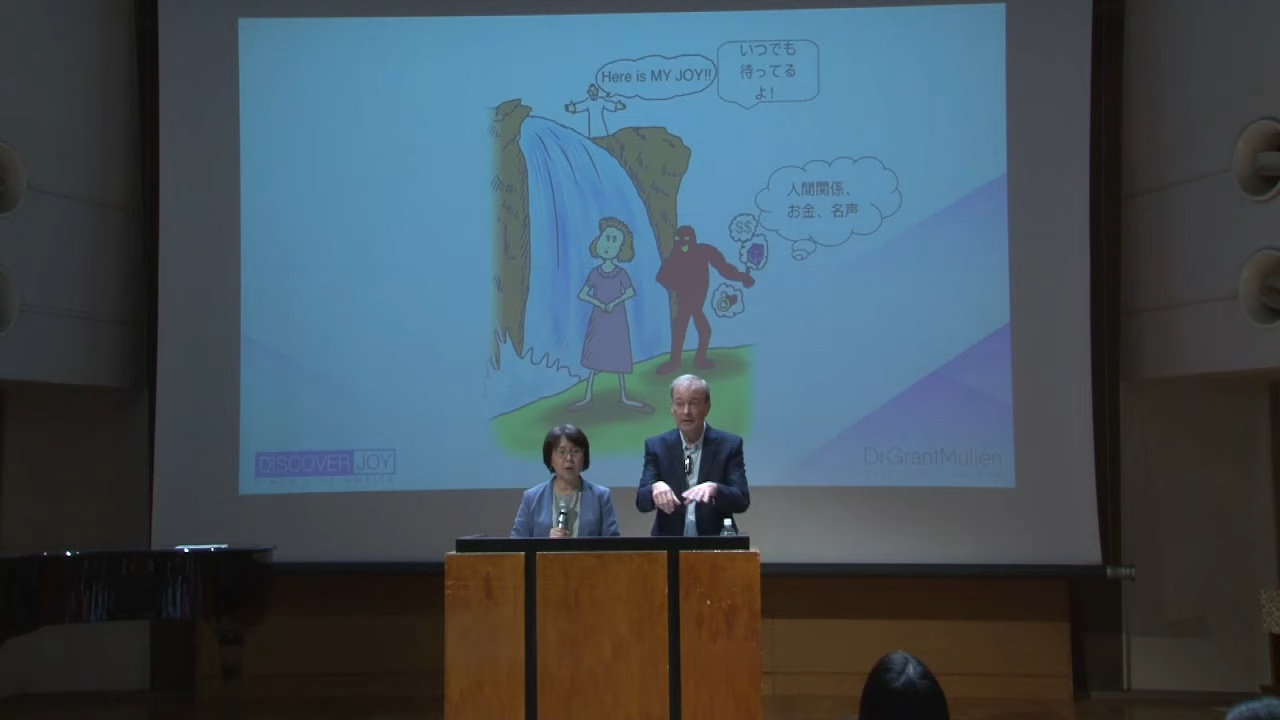 Here is MY JOY!!
いつでも
待ってる
よ!
人間関係、
お金、名声
$$
DISCOVER JOY
DrGrantMullen